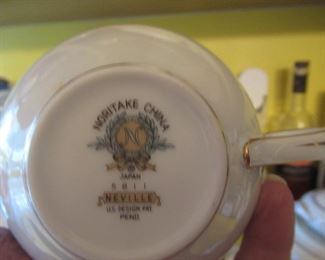 NORITAKE CHINA
N
JAPAN
5811
NEVILLE
U.S. DESIGN PAT.
PEND.